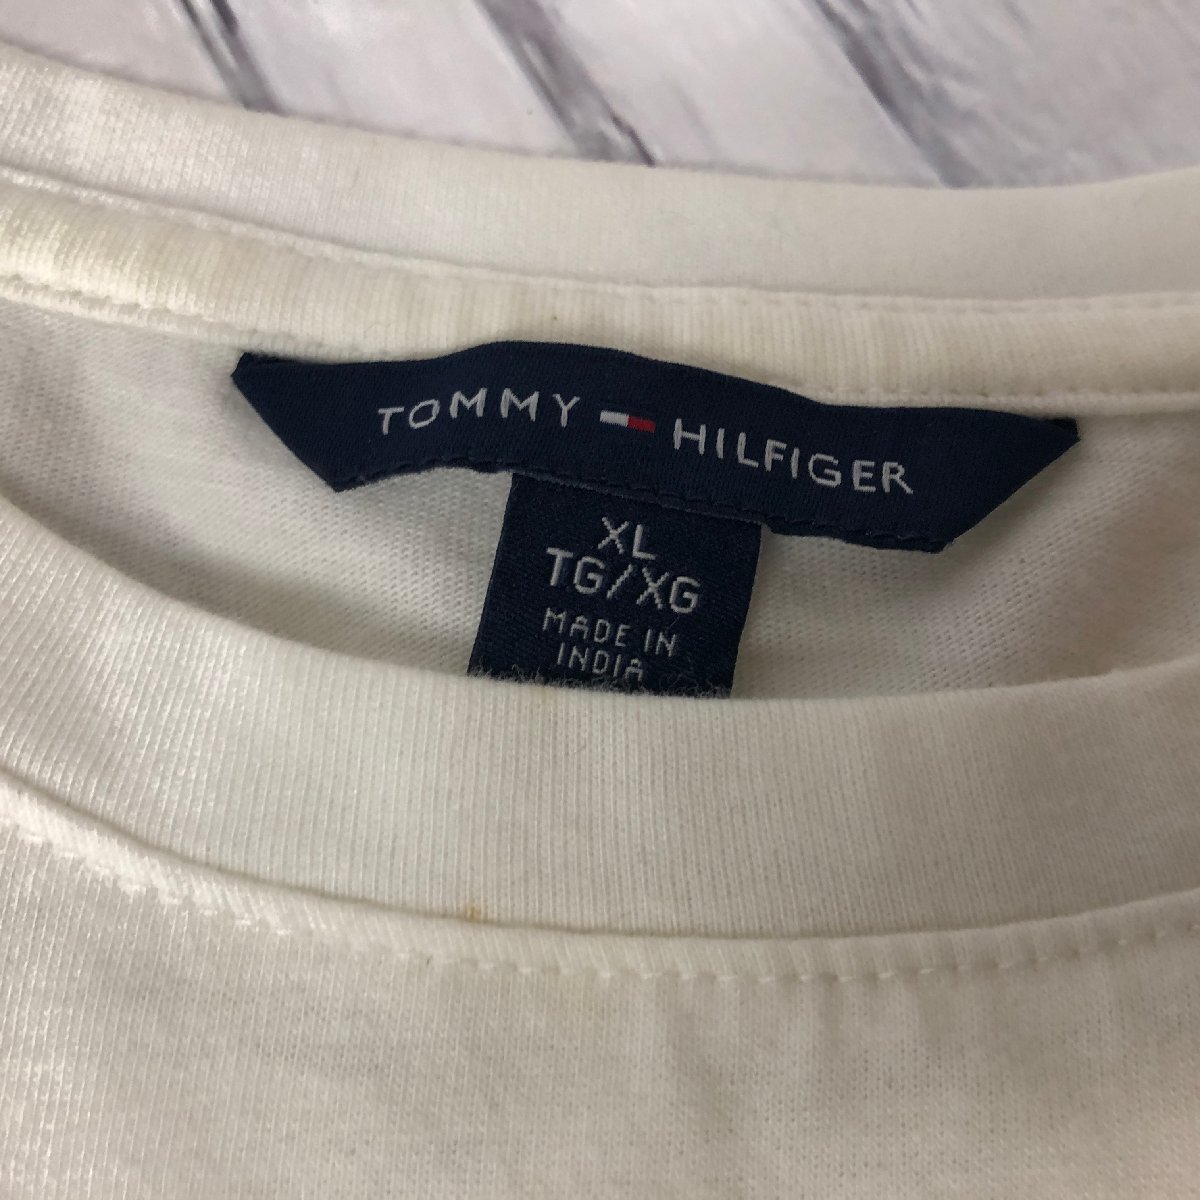 TOMMY HILFIGER
XL
TG/XG
MADE IN
INDIA